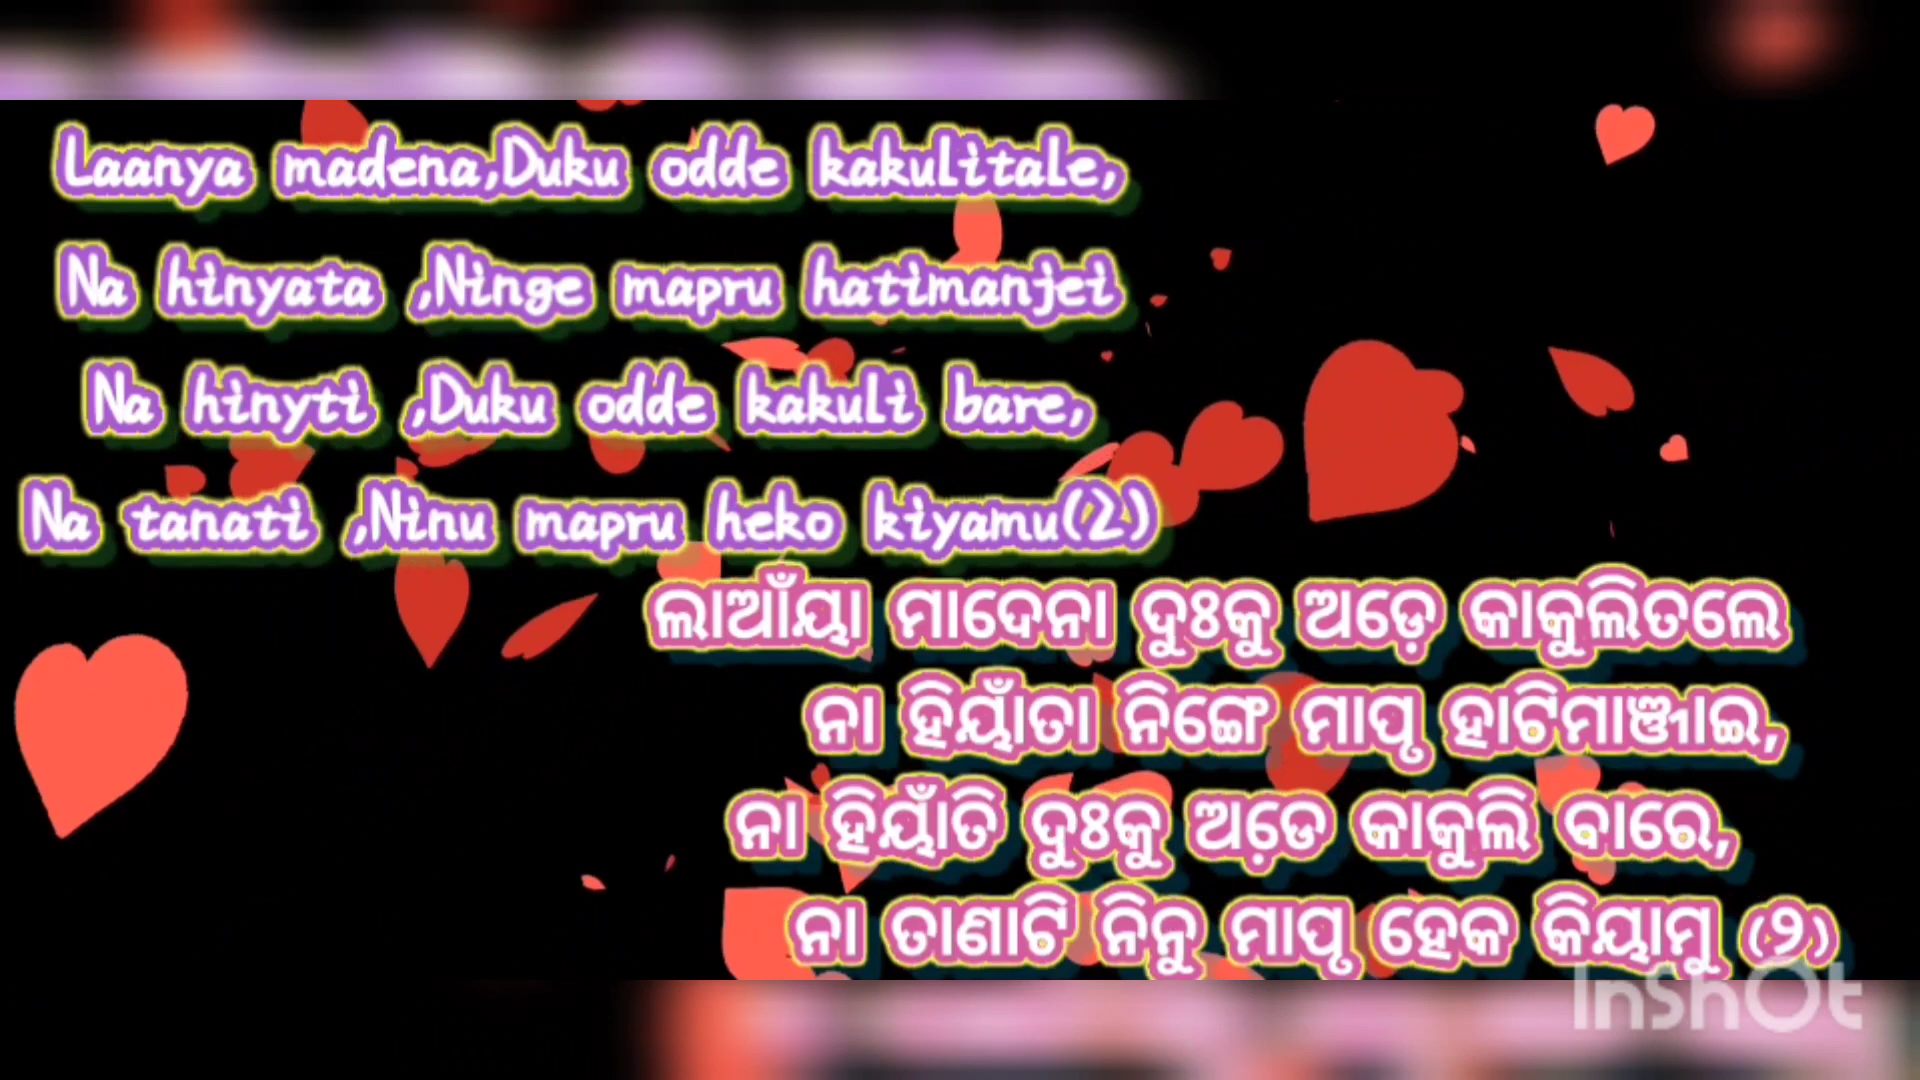 Laanya madena,Duku odde kakulitale,
Na hinyata ,Ninge mapru hatimanjei
Na hinyti ,Duku odde kakuli bare,
Na tanati ,Ninu mapru heko kiyamu(2)
ଲାଆଁୟା ମାଦେନା ଦୁଃକୁ ଅଡ଼େ କାକୁଲିତଲେ
ନା ହିୟାଁତା ନିଙ୍ଗେ ମାପୃ ହାଟିମାଞ୍ଜାଇ,
ନା ହିୟାଁତି ଦୁଃକୁ ଅଡ଼େ କାକୁଲି ବାରେ,
ନା ତାଣାଟି ନିନୁ ମାପୃ ହେକ କିୟାମୁ (୨)
InShOt